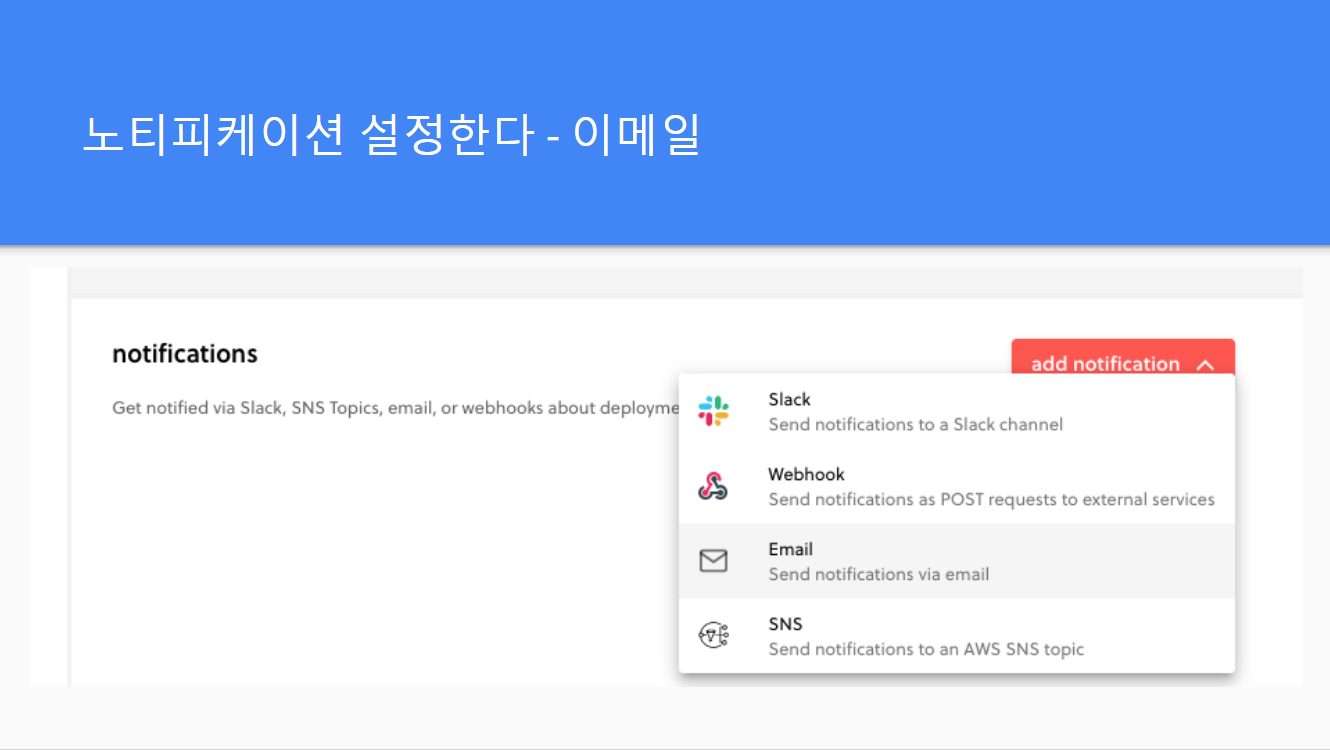 노티피케이션 설정한다 - 이메일
notifications
add notification
Get notified via Slack, SNS Topics, email, or webhooks about deployme
Slack
Send notifications to a Slack channel
Webhook
Send notifications as POST requests to external services
Email
Send notifications via email
SNS
Send notifications to an AWS SNS topic